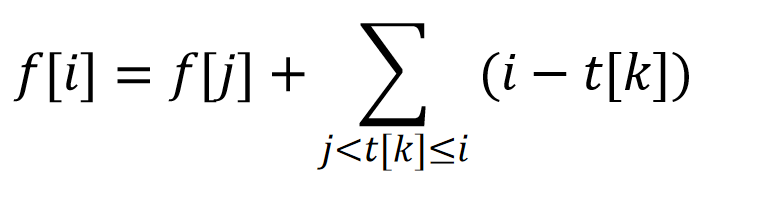 f[i] = f[j] + ∑ (i − t[k])
j<t[k]≤i